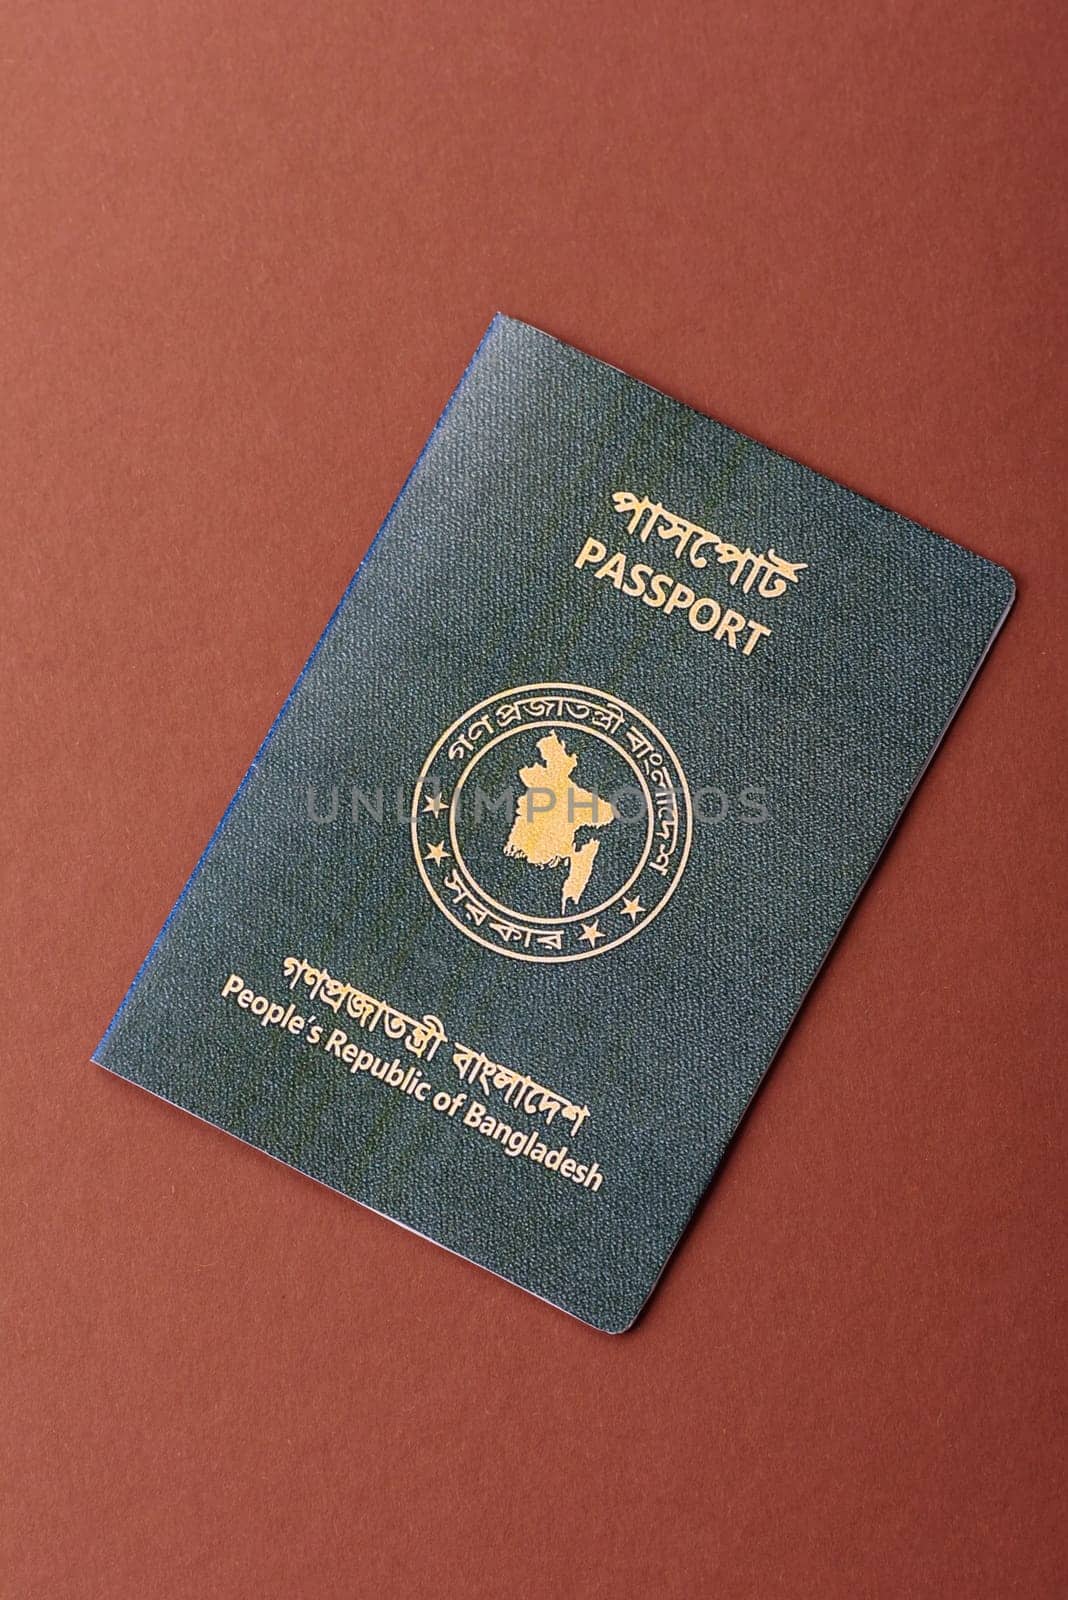 পাসপোর্ট
PASSPORT
গণপ্রজাতন্ত্রী বাংলাদেশ
সরকার
UNLIMPHOTOS
গণপ্রজাতন্ত্রী বাংলাদেশ
People's Republic of Bangladesh